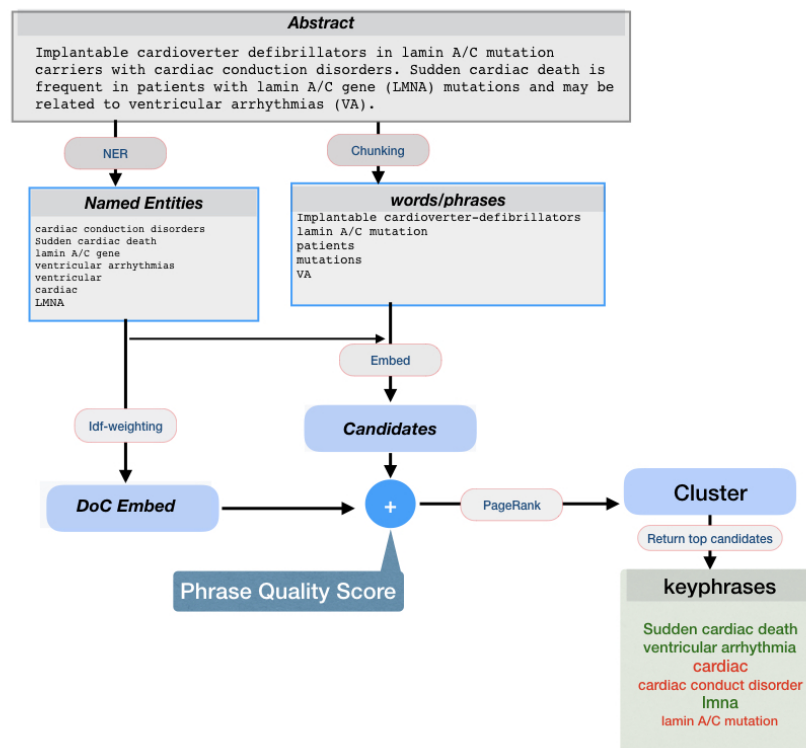 Abstract
Implantable cardioverter defibrillators in lamin A/C mutation
carriers with cardiac conduction disorders. Sudden cardiac death is
frequent in patients with lamin A/C gene (LMNA) mutations and may be
related to ventricular arrhythmias (VA).
NER
Chunking
Named Entities
cardiac conduction disorders
Sudden cardiac death
lamin A/C gene
ventricular arrhythmias
ventricular
cardiac
LMNA
words/phrases
Implantable cardioverter-defibrillators
lamin A/C mutation
patients
mutations
VA
Embed
Idf-weighting
Candidates
DoC Embed
+
PageRank
Cluster
Phrase Quality Score
Return top candidates
keyphrases
Sudden cardiac death
ventricular arrhythmia
cardiac
cardiac conduct disorder
lmna
lamin A/C mutation